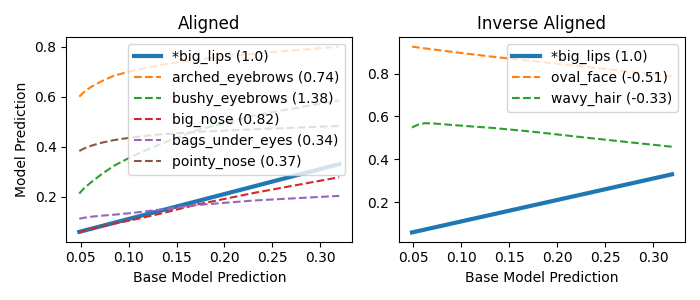 Aligned
Model Prediction
0.8
0.6
0.4
0.2
*big_lips (1.0)
arched_eyebrows (0.74)
bushy_eyebrows (1.38)
big_nose (0.82)
bags_under_eyes (0.34)
pointy_nose (0.37)
0.05 0.10 0.15 0.20 0.25 0.30
Base Model Prediction
Inverse Aligned
0.8
0.6
0.4
0.2
*big_lips (1.0)
oval_face (-0.51)
wavy_hair (-0.33)
0.05 0.10 0.15 0.20 0.25 0.30
Base Model Prediction